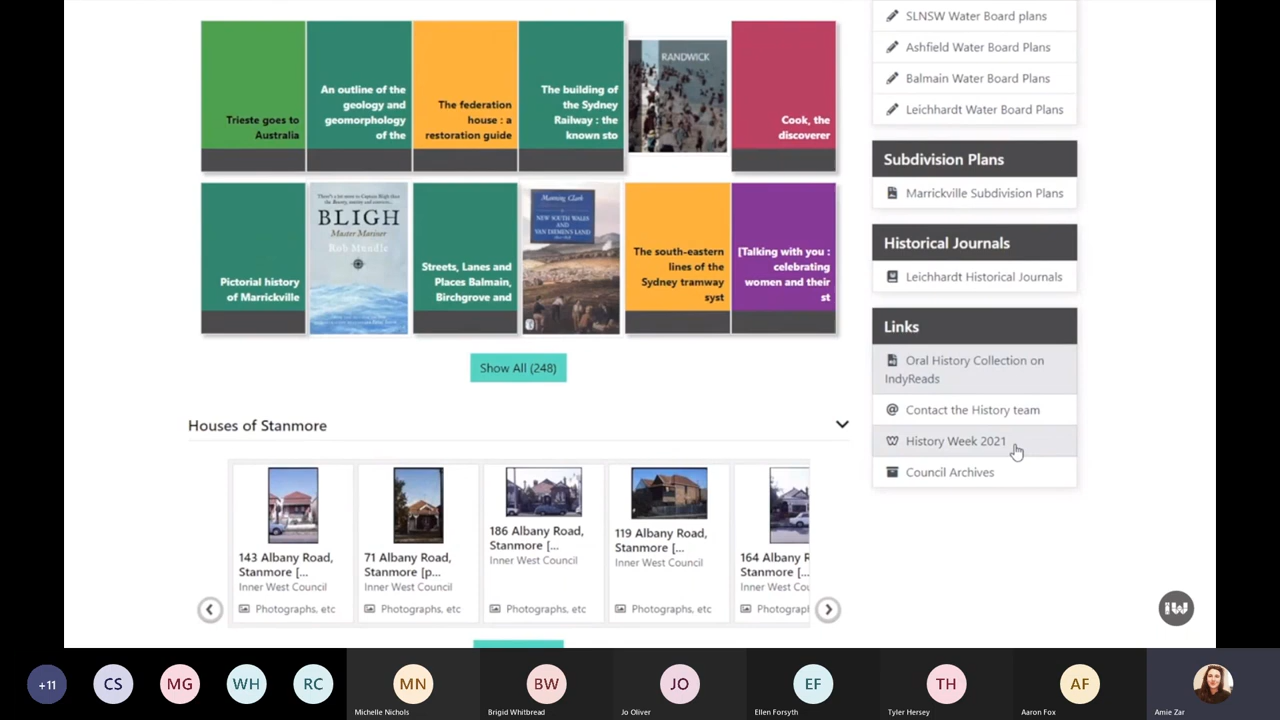 Trieste goes to
Australia
An outline of the
geology and
geomorphology
of the
The federation
house : a
restoration guide
The building of
the Sydney
Railway : the
known sto
RANDWICK
Cook, the
discoverer
Pictorial history
of Marrickville
BLIGH
Master Mariner
Rob Mundle
Streets, Lanes and
Places Balmain,
Birchgrove and
Manning Clark
NEW SOUTH WALES
AND
VAN DIEMEN'S LAND
The south-eastern
lines of the
Sydney tramway
syst
[Talking with you :
celebrating
women and their
st
Show All (248)
Houses of Stanmore
143 Albany Road,
Stanmore [...
Inner West Council
Photographs, etc
71 Albany Road,
Stanmore [p...
Inner West Council
Photographs, etc
186 Albany Road,
Stanmore [...
Inner West Council
Photographs, etc
119 Albany Road,
Stanmore [...
Inner West Council
Photographs, etc
164 Albany R
Stanmore [...
Inner West Cou
Photograp
SLNSW Water Board plans
Ashfield Water Board Plans
Balmain Water Board Plans
Leichhardt Water Board Plans
Subdivision Plans
Marrickville Subdivision Plans
Historical Journals
Leichhardt Historical Journals
Links
Oral History Collection on
IndyReads
Contact the History team
History Week 2021
Council Archives
IW
+11
CS
MG
WH
RC
MN
Michelle Nichols
BW
Brigid Whitbread
JO
Jo Oliver
EF
Ellen Forsyth
TH
Tyler Hersey
AF
Aaron Fox
Amie Zar